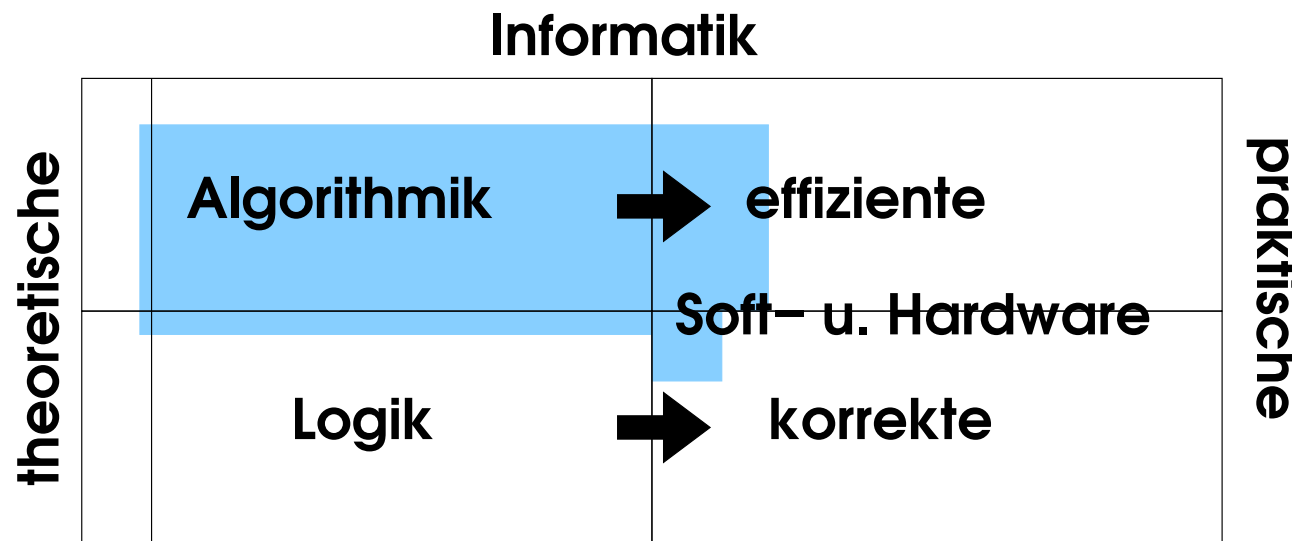 Informatik
theoretische
Algorithmik
effiziente
Soft- u. Hardware
Logik
korrekte
praktische